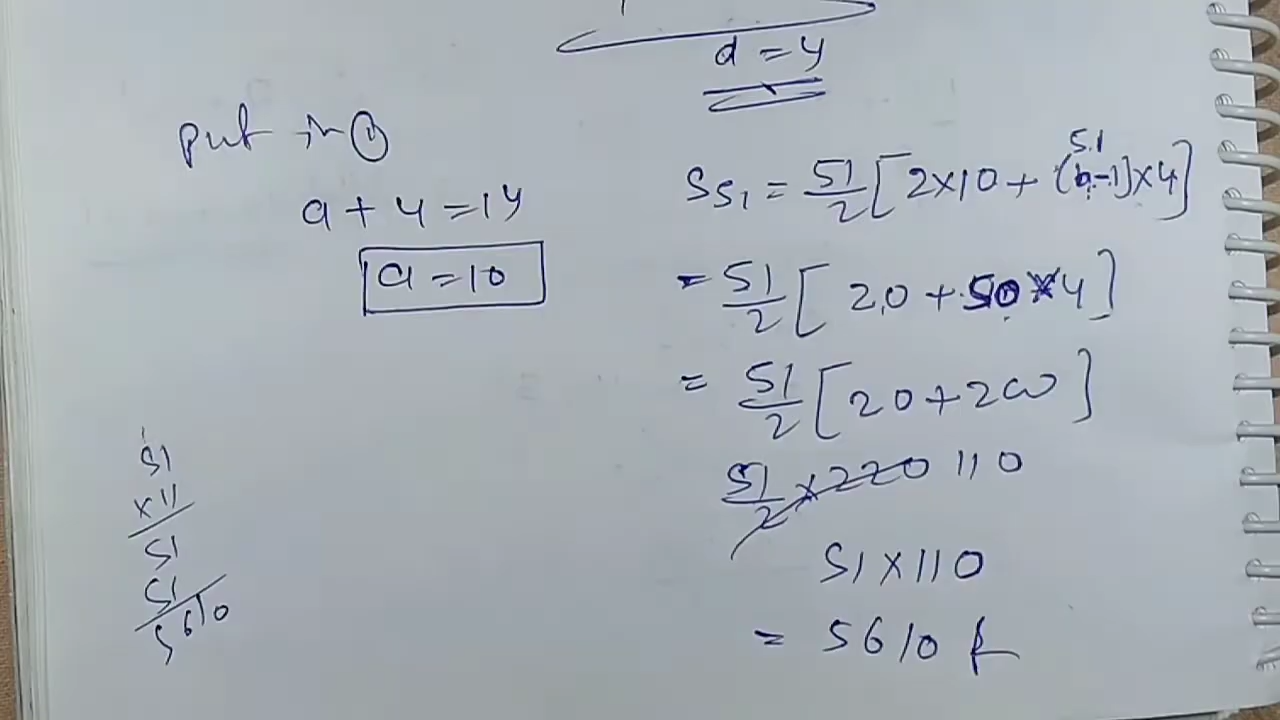 d = 4
put in ①
a + 4 = 14
a = 10
S51 = 51/2 [2×10 + (n-1)×4]
51
= 51/2 [20 + 50×4]
= 51/2 [20+200]
51/2 × 220 110
51×110
= 5610
51
×11
51
51
5610